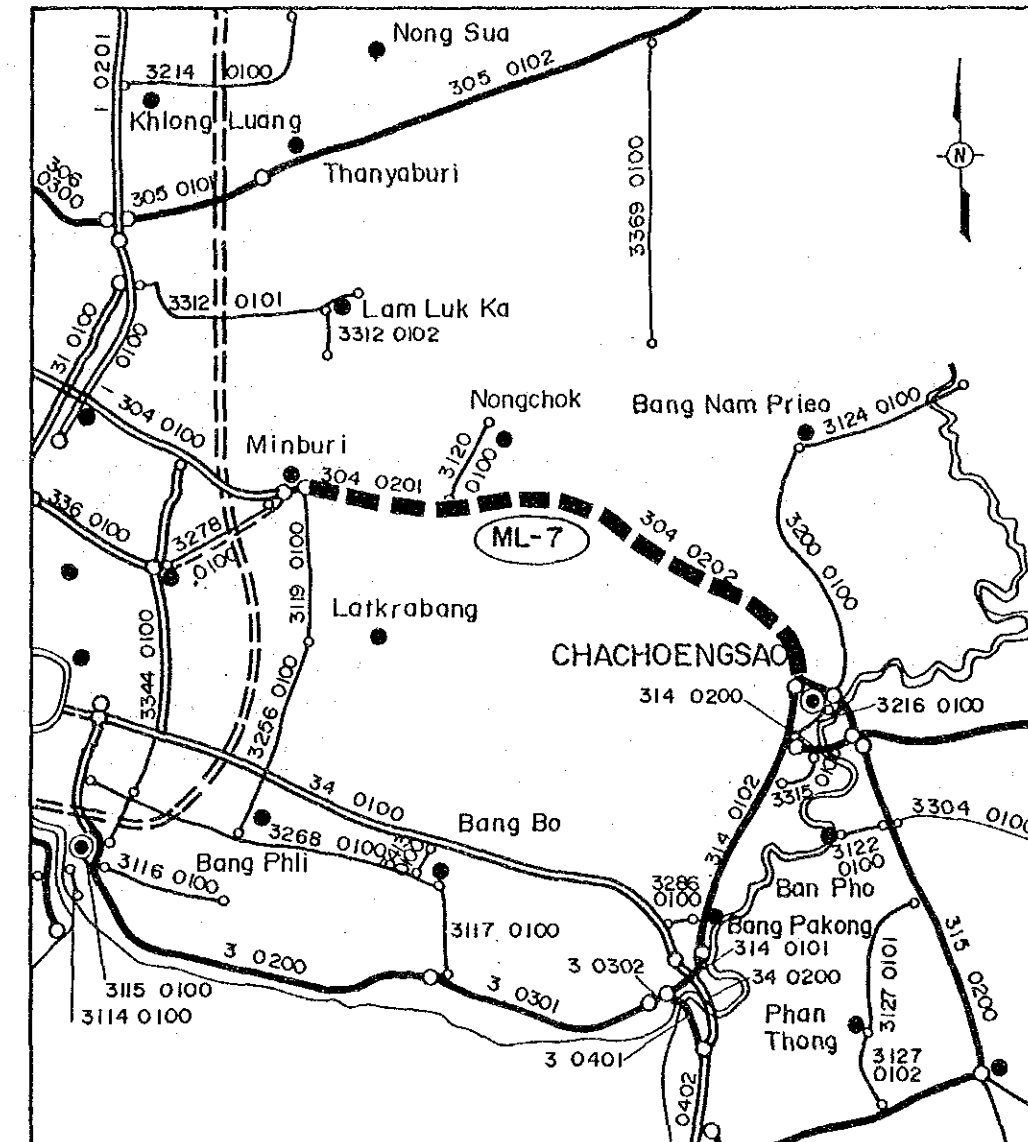 Nong Sua
1 0201
3214 0100
305 0102
Khlong Luang
Thanyaburi
306
0300
305 0101
3369 0100
N
3312 0101
Lam Luk Ka
3312 0102
31 0100
0100
304 0100
Nongchok
Bang Nam Prieo
3124 0100
Minburi
304 0201
3120
0100
336 0100
3278
0100
ML-7
304 0202
3200 0100
3119 0100
Latkrabang
CHACHOENGSAO
314 0200
3216 0100
3344 0100
3256 0100
34 0100
314 0102
3315
3304 0100
Bang Bo
3268 0100
Bang Phli
3122
0100
3116 0100
3286
0100
Ban Pho
Bang Pakong
3117 0100
314 0101
3 0200
3 0302
34 0200
315 0200
3127 0101
3115 0100
3 0301
3114 0100
Phan
Thong
3 0401
3127
0102
0402